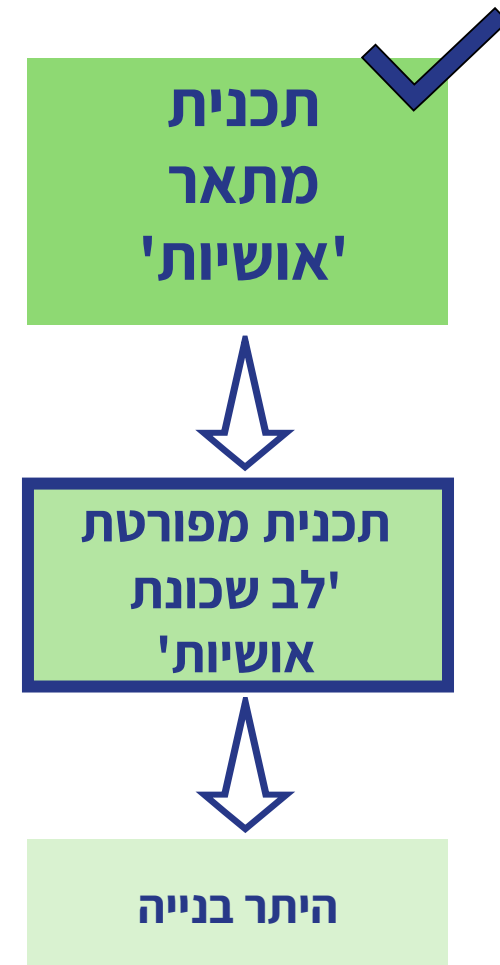 תכנית
מתאר
'אושיות'
תכנית מפורטת
'לב שכונת
אושיות'
היתר בנייה